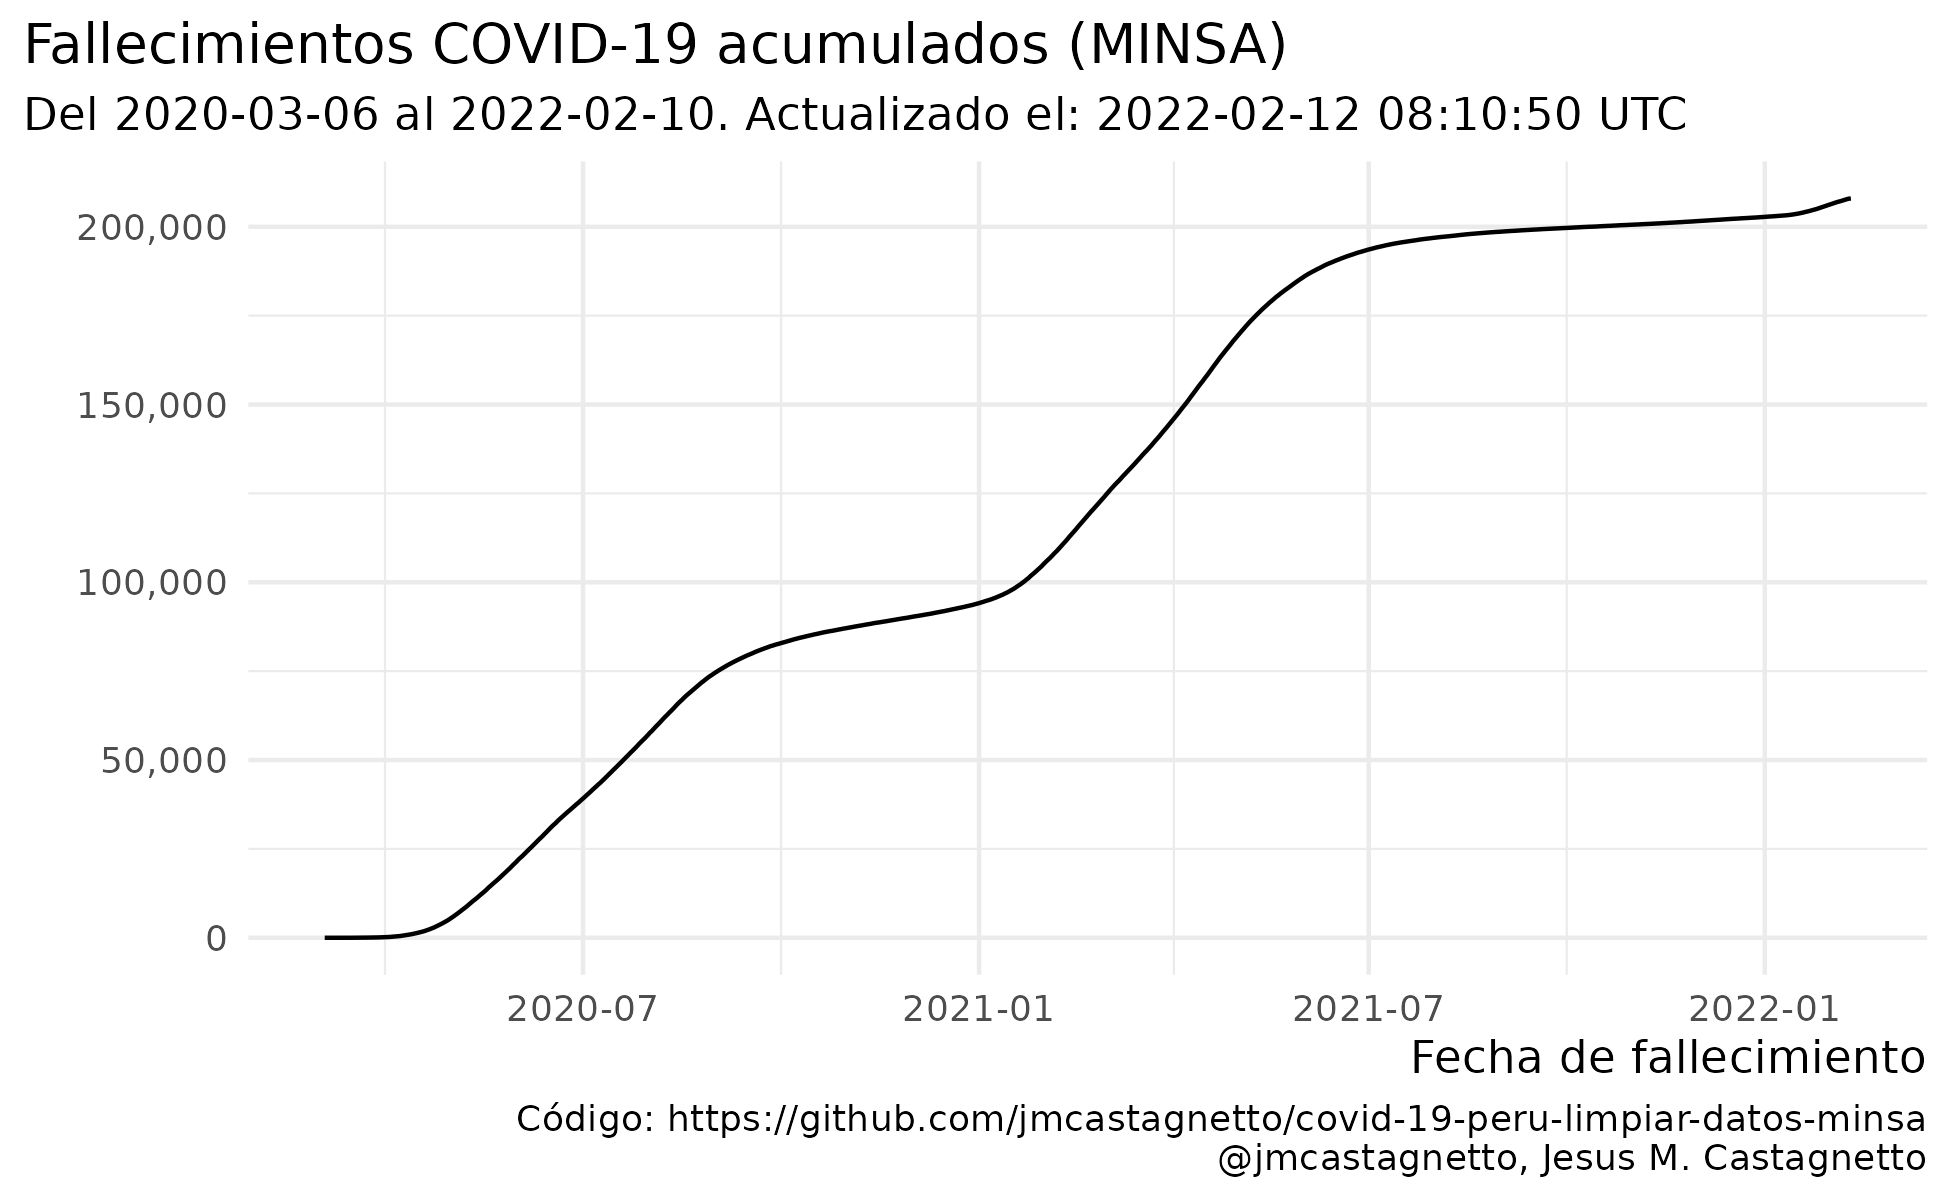 Fallecimientos COVID-19 acumulados (MINSA)
Del 2020-03-06 al 2022-02-10. Actualizado el: 2022-02-12 08:10:50 UTC
200,000
150,000
100,000
50,000
0
2020-07
2021-01
2021-07
2022-01
Fecha de fallecimiento
Código: https://github.com/jmcastagnetto/covid-19-peru-limpiar-datos-minsa
@jmcastagnetto, Jesus M. Castagnetto